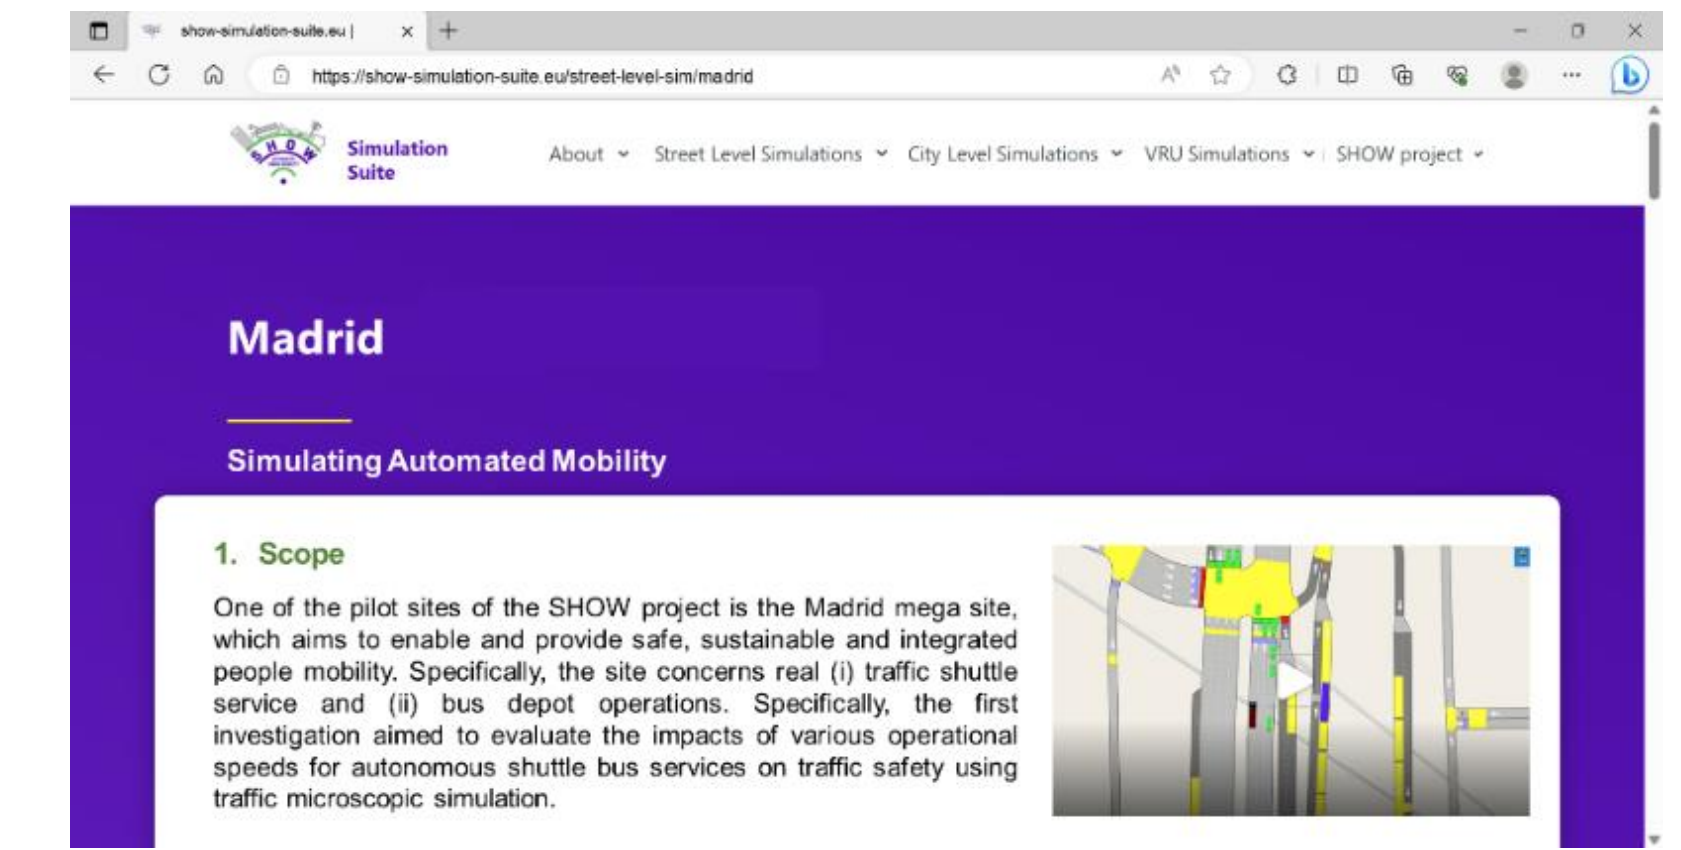 show-simulation-suite.eu |
https://show-simulation-suite.eu/street-level-sim/madrid
SHOW
Simulation
Suite
About
Street Level Simulations
City Level Simulations
VRU Simulations
SHOW project
Madrid
Simulating Automated Mobility
1. Scope
One of the pilot sites of the SHOW project is the Madrid mega site,
which aims to enable and provide safe, sustainable and integrated
people mobility. Specifically, the site concerns real (i) traffic shuttle
service and (ii) bus depot operations. Specifically, the first
investigation aimed to evaluate the impacts of various operational
speeds for autonomous shuttle bus services on traffic safety using
traffic microscopic simulation.